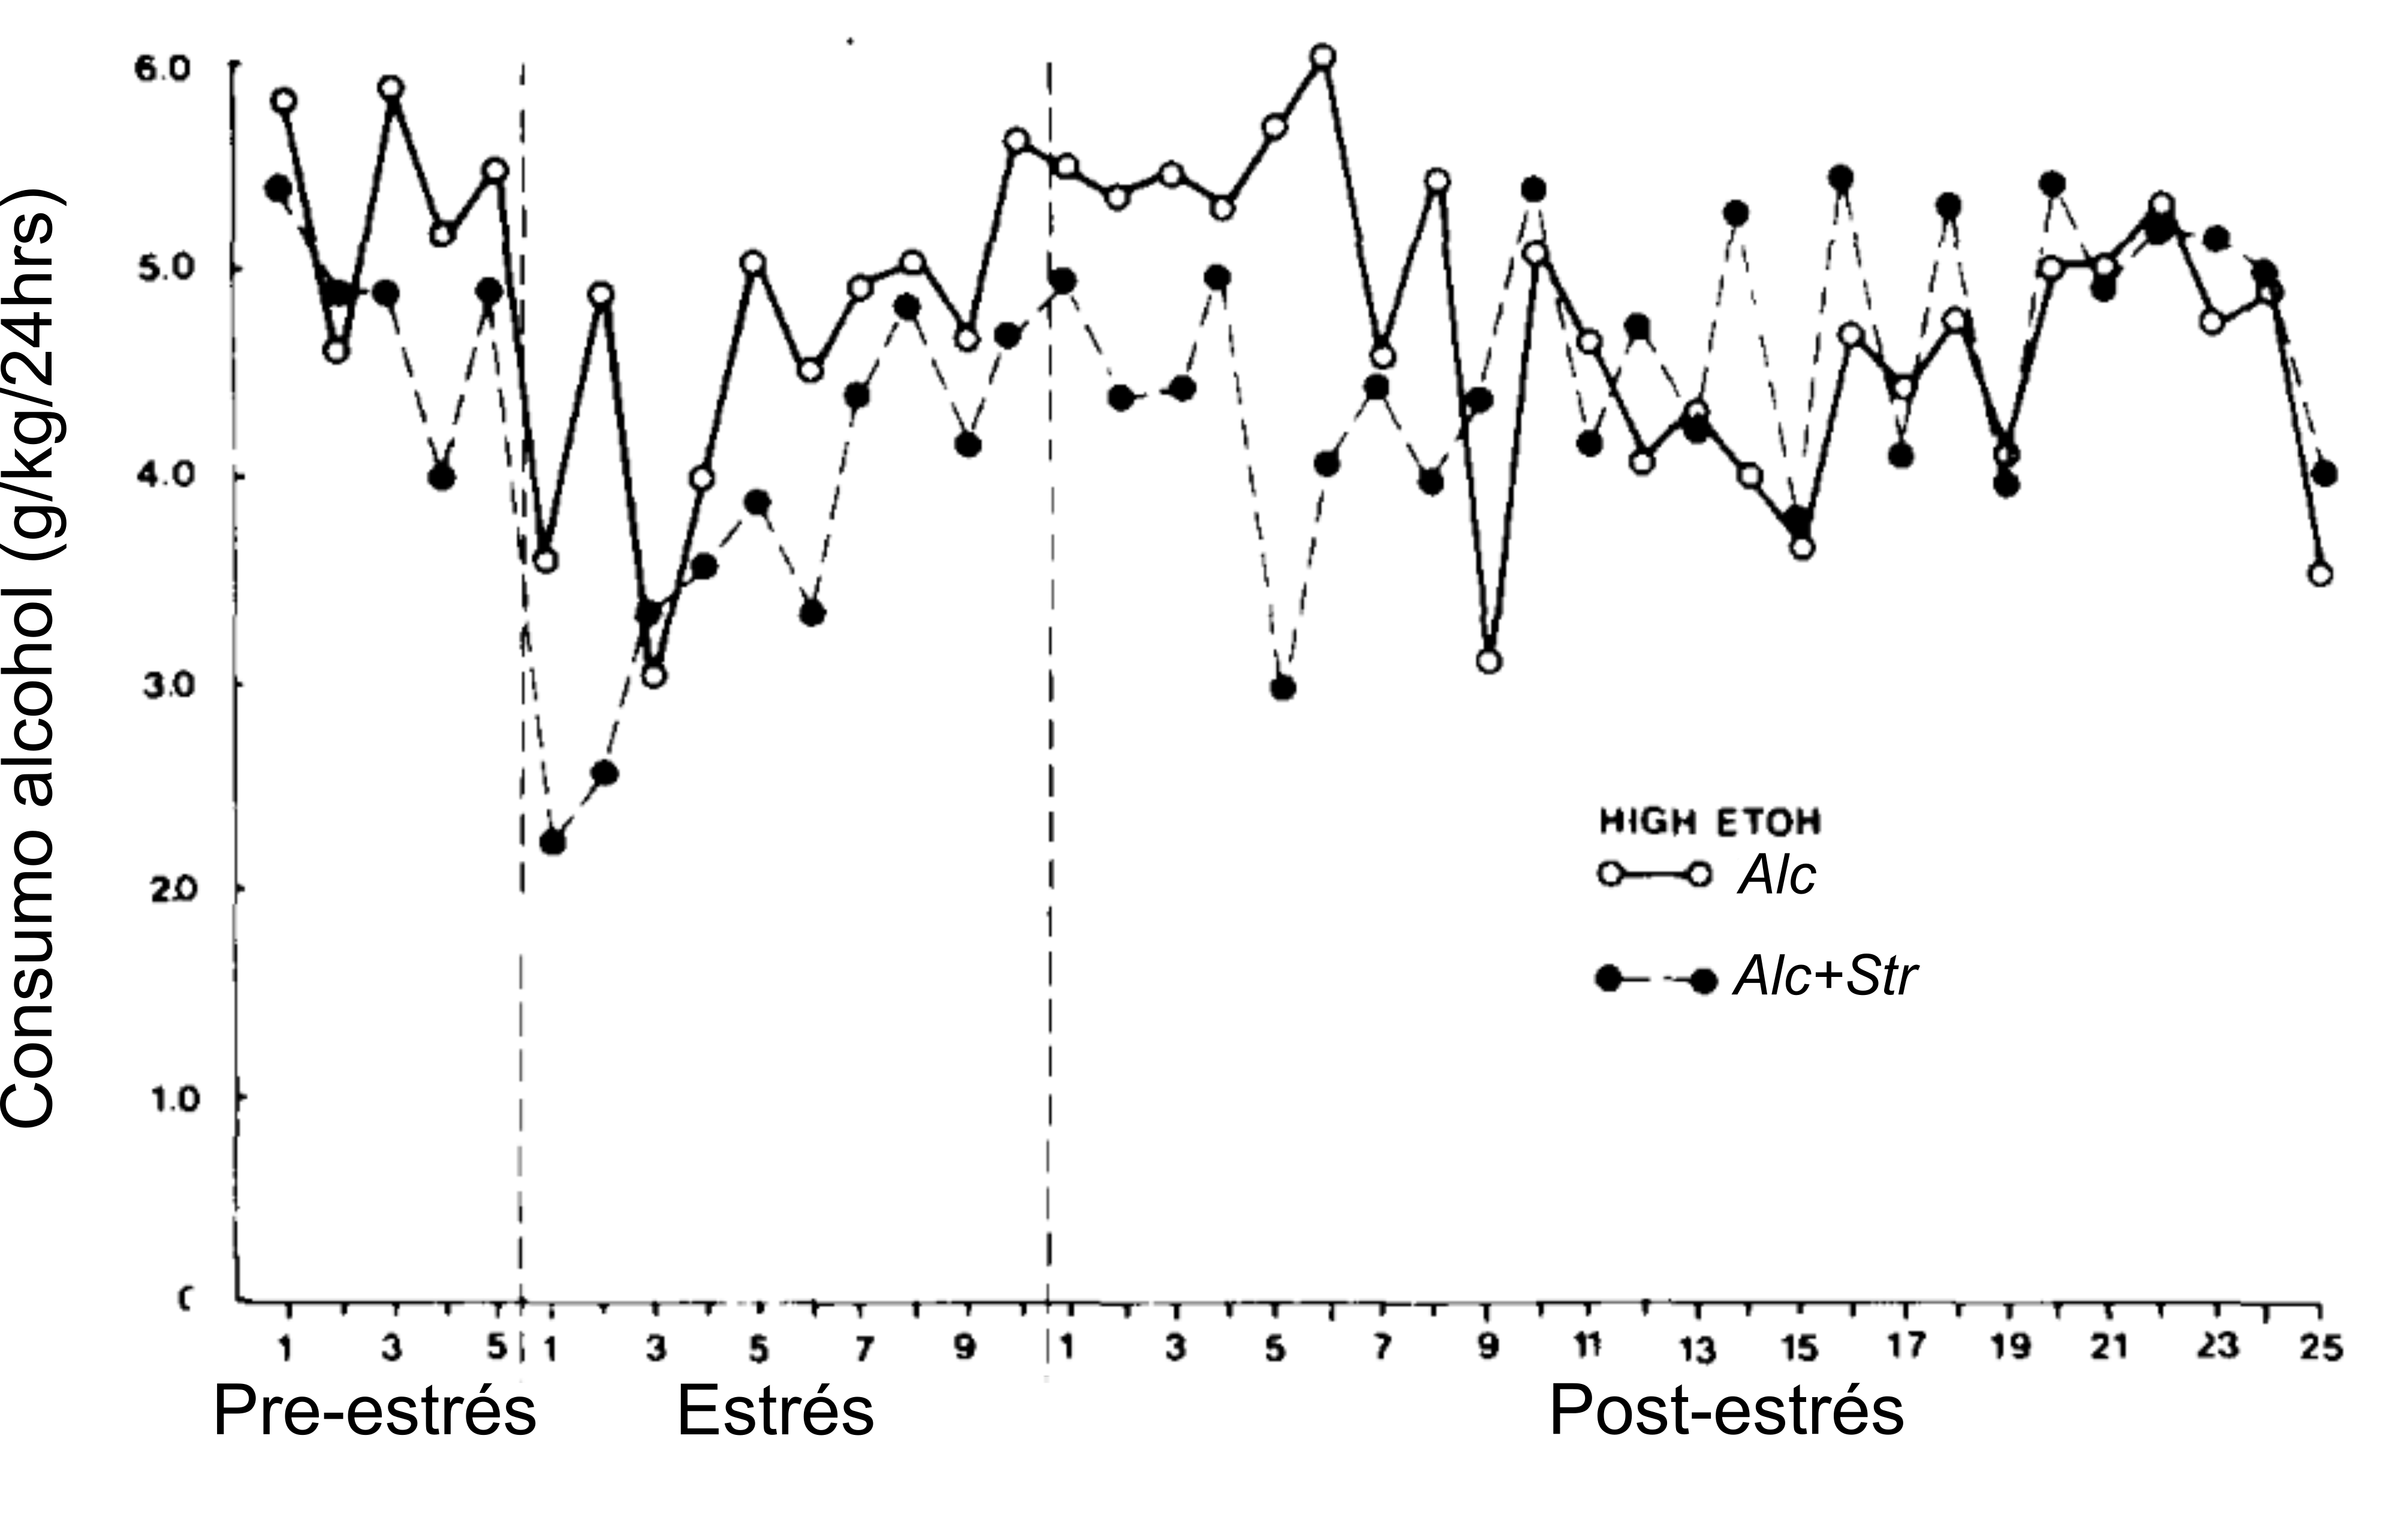 Consumo alcohol (g/kg/24hrs)
6.0
5.0
4.0
3.0
2.0
1.0
HIGH ETOH
Alc
Alc+Str
1 3 5 1 3 5 7 9 1 3 5 7 9 11 13 15 17 19 21 23 25
Pre-estrés Estrés Post-estrés